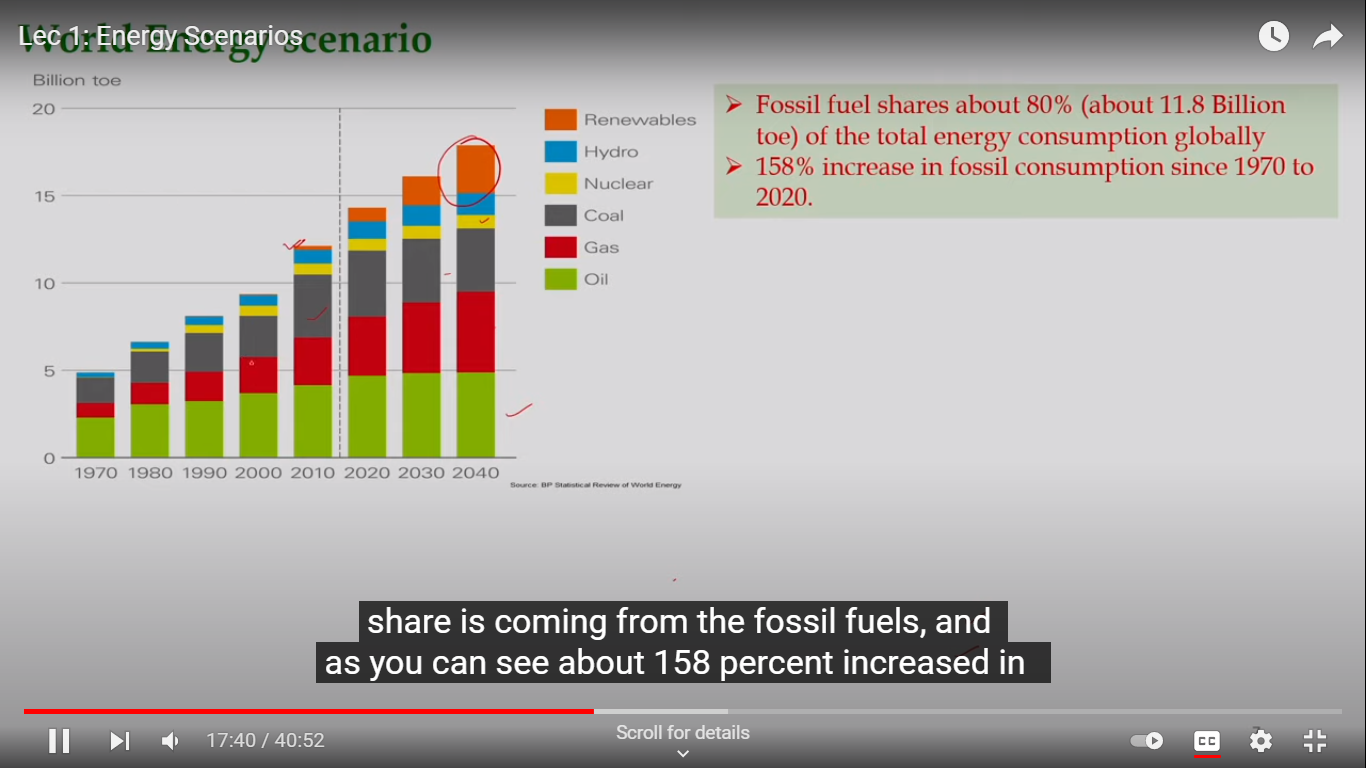 World Energy scenario
Lec 1: Energy Scenarios
Billion toe
20
15
10
5
0
1970 1980 1990 2000 2010 2020 2030 2040
Source: BP Statistical Review of World Energy
Renewables
Hydro
Nuclear
Coal
Gas
Oil
➢ Fossil fuel shares about 80% (about 11.8 Billion
toe) of the total energy consumption globally
➢ 158% increase in fossil consumption since 1970 to
2020.
share is coming from the fossil fuels, and
as you can see about 158 percent increased in
17:40 / 40:52
Scroll for details
CC